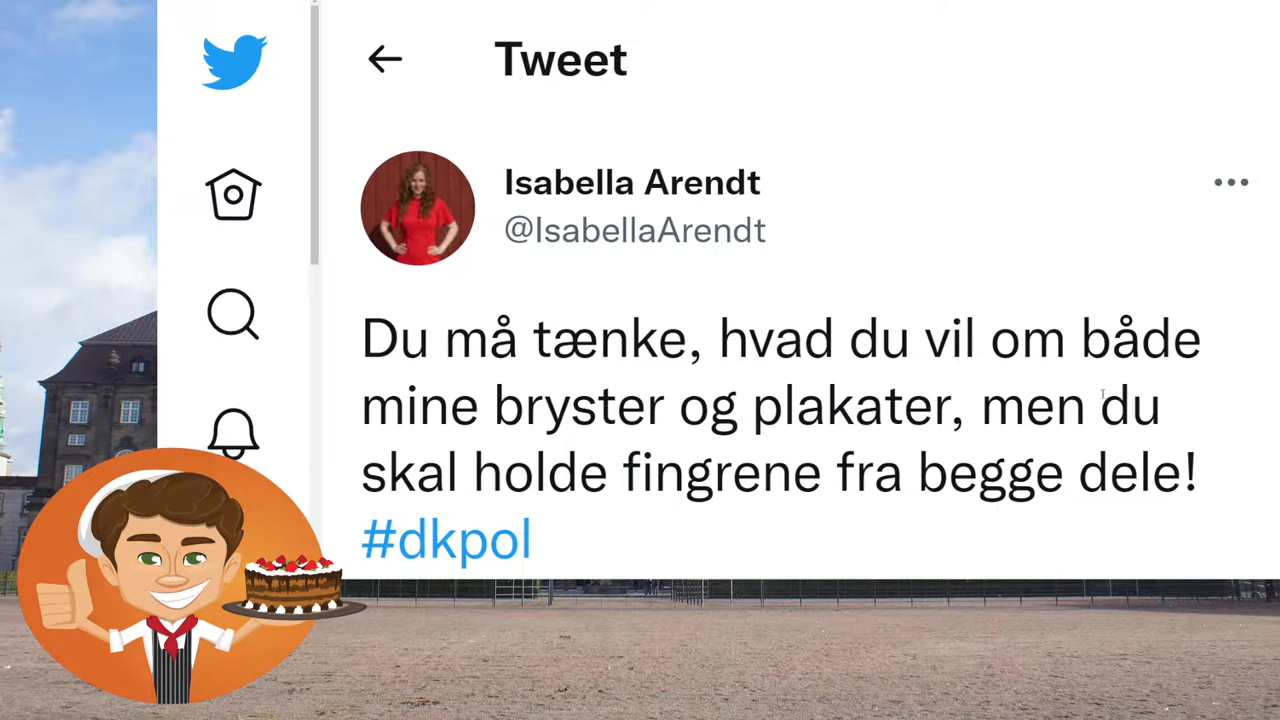 Tweet
Isabella Arendt
@IsabellaArendt
Du må tænke, hvad du vil om både
mine bryster og plakater, men du
skal holde fingrene fra begge dele!
#dkpol